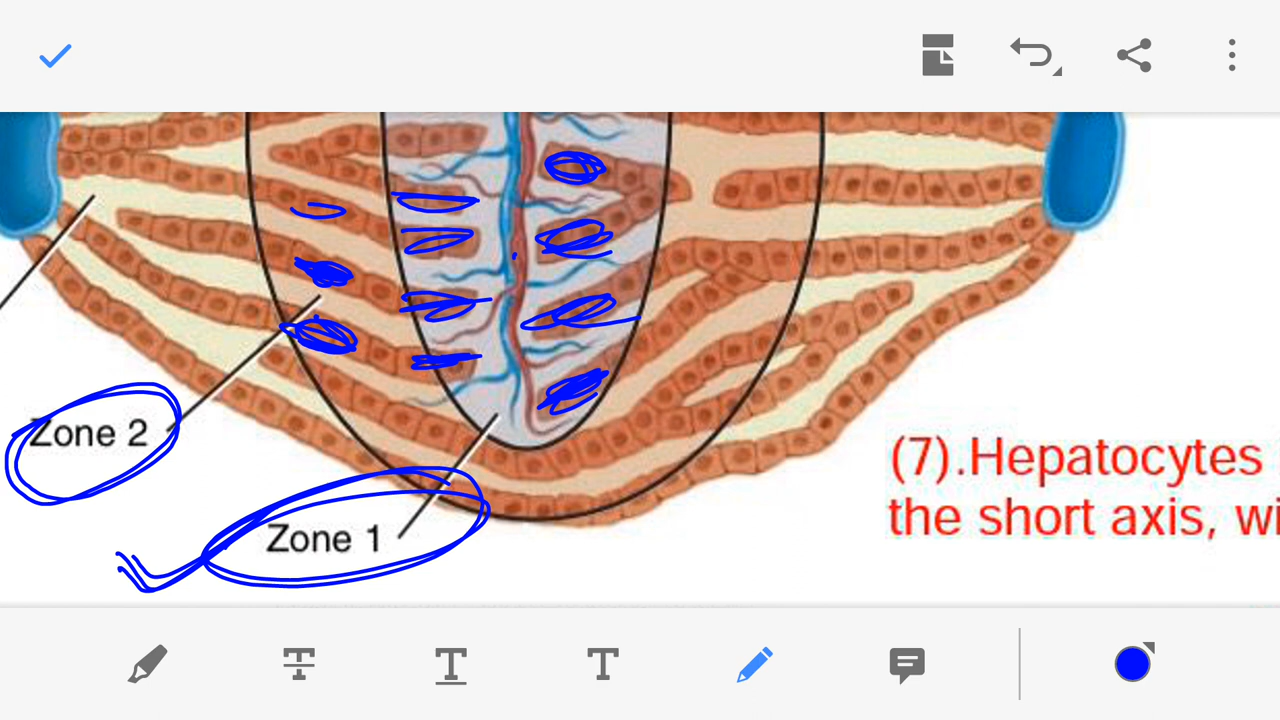 Zone 2
Zone 1
(7).Hepatocytes
the short axis, wi